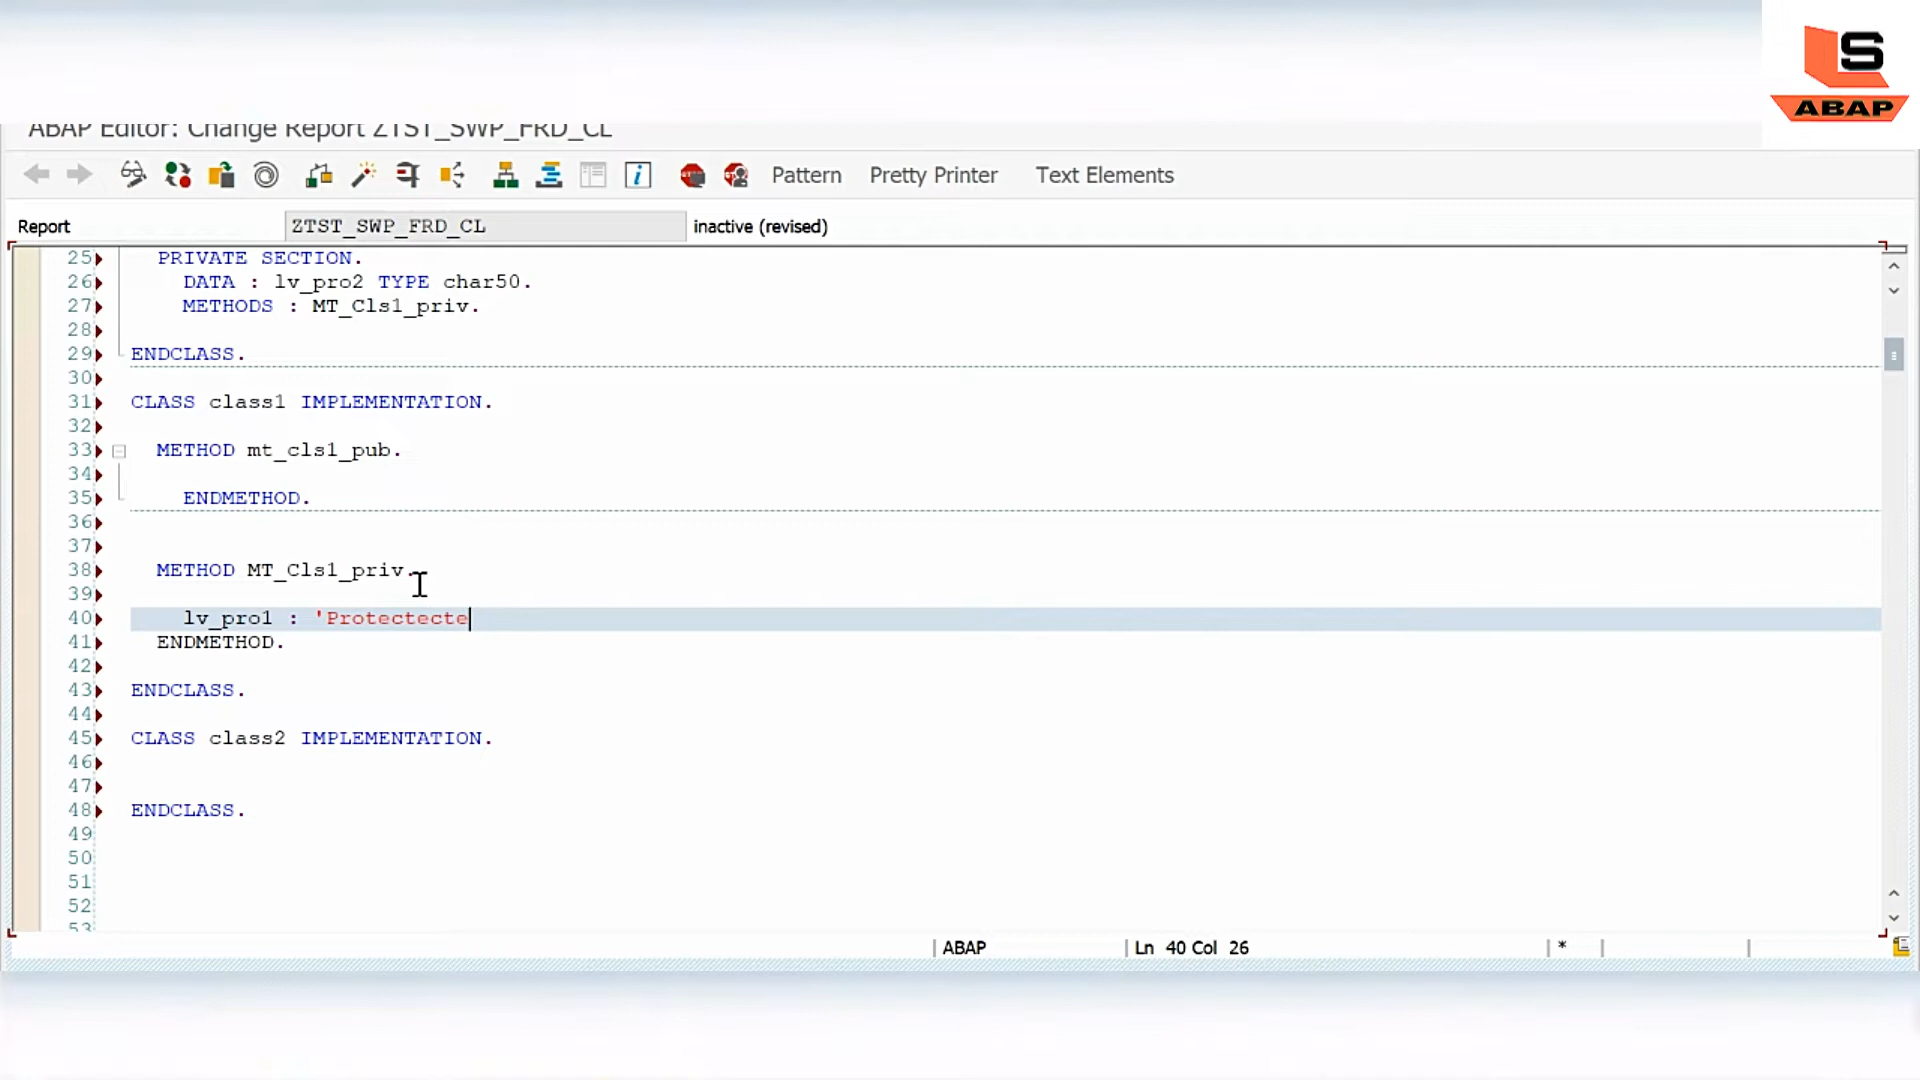 S
ABAP
ABAP Editor: Change Report ZTST_SWP_FRD_CL
Pattern Pretty Printer Text Elements
Report ZTST_SWP_FRD_CL inactive (revised)
25 PRIVATE SECTION.
26 DATA : lv_pro2 TYPE char50.
27 METHODS : MT_Cls1_priv.
28
29 ENDCLASS.
30
31 CLASS class1 IMPLEMENTATION.
32
33 METHOD mt_cls1_pub.
34
35 ENDMETHOD.
36
37
38 METHOD MT_Cls1_priv.
39
40 lv_pro1 : 'Protectecte
41 ENDMETHOD.
42
43 ENDCLASS.
44
45 CLASS class2 IMPLEMENTATION.
46
47
48 ENDCLASS.
49
50
51
52
53
ABAP Ln 40 Col 26 *